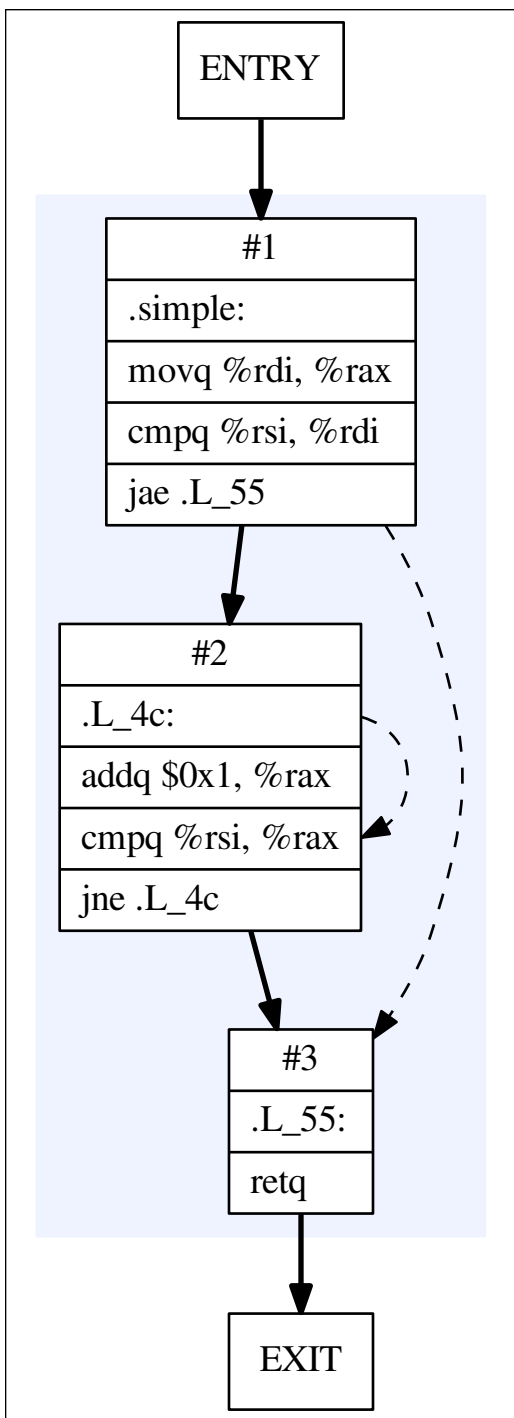 ENTRY
#1
.simple:
movq %rdi, %rax
cmpq %rsi, %rdi
jae .L_55
#2
.L_4c:
addq $0x1, %rax
cmpq %rsi, %rax
jne .L_4c
#3
.L_55:
retq
EXIT